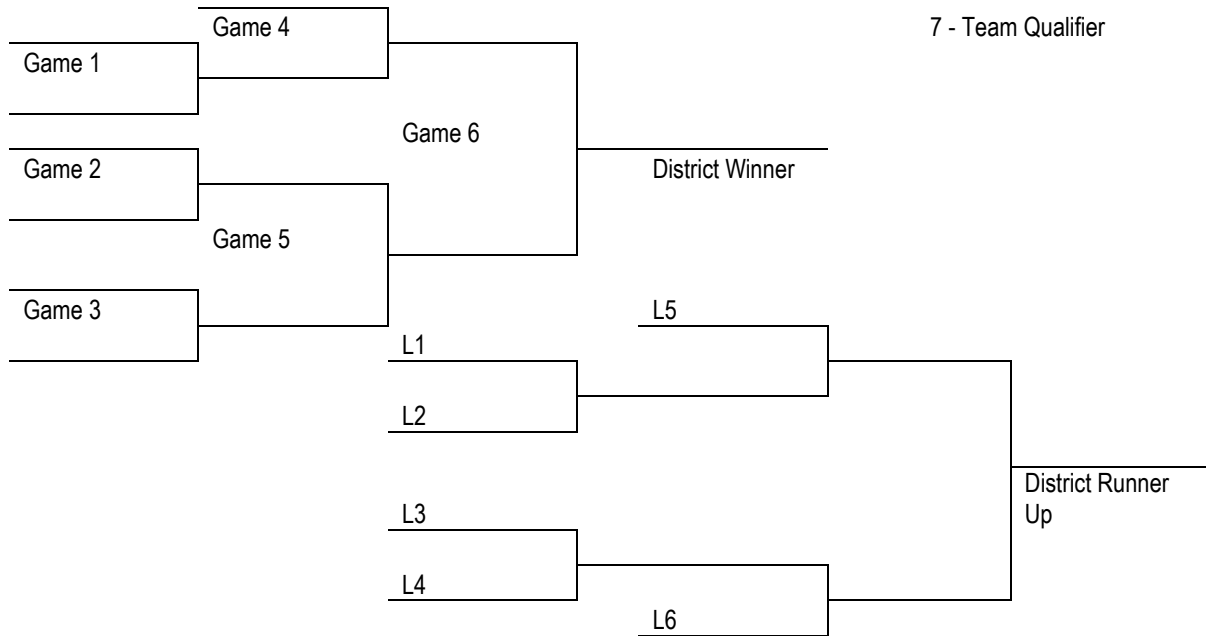 Game 4
7 - Team Qualifier
Game 1
Game 6
Game 2
District Winner
Game 5
Game 3
L5
L1
L2
District Runner
Up
L3
L4
L6